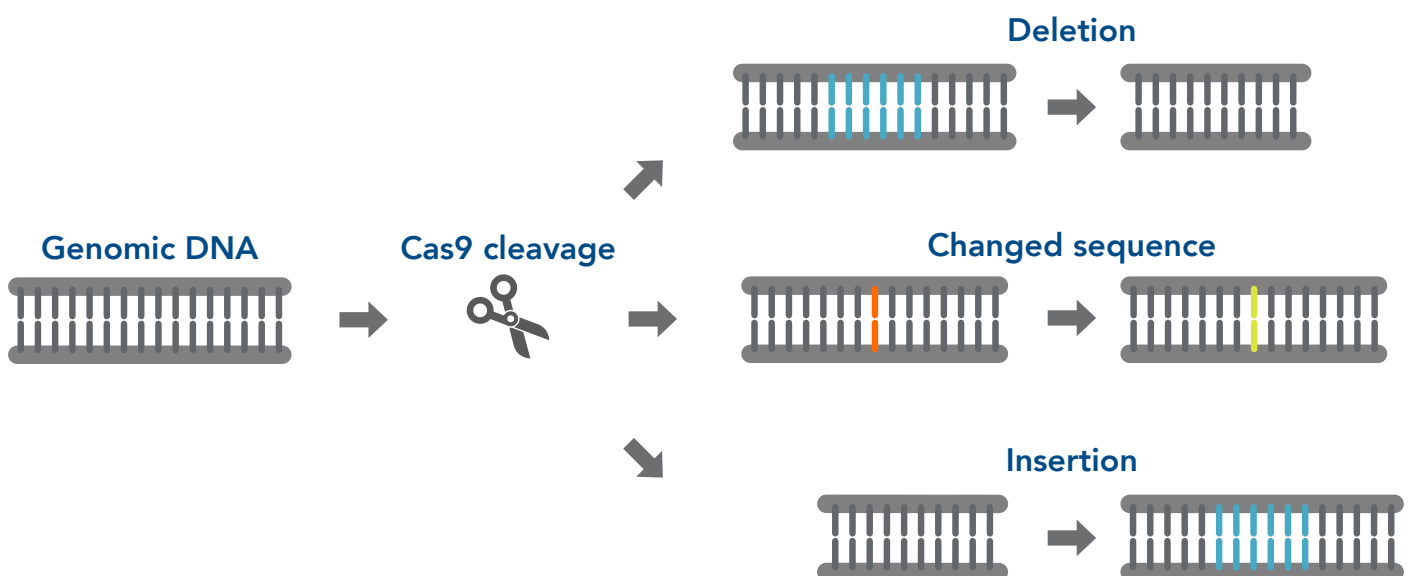 Deletion
Genomic DNA
Cas9 cleavage
Changed sequence
Insertion